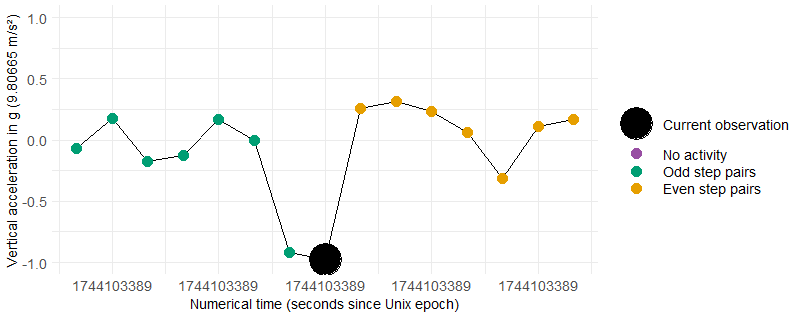 Vertical acceleration in g (9.80665 m/s²)
1.0
0.5
0.0
-0.5
-1.0
1744103389 1744103389 1744103389 1744103389 1744103389
Numerical time (seconds since Unix epoch)
Current observation
No activity
Odd step pairs
Even step pairs